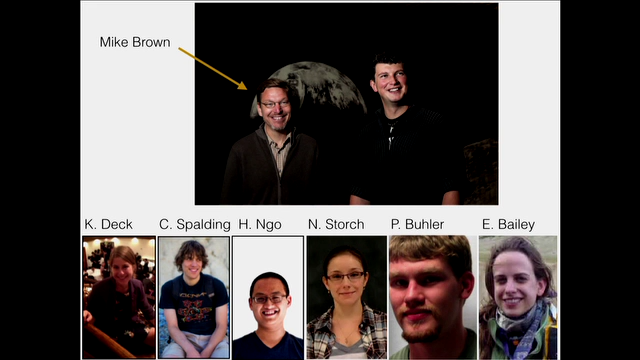 Mike Brown
K. Deck
C. Spalding
H. Ngo
N. Storch
P. Buhler
E. Bailey